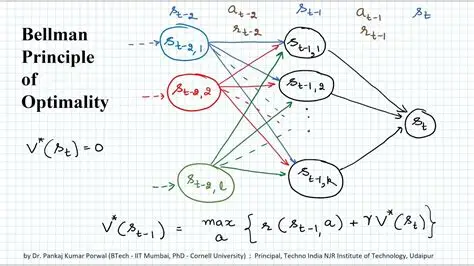 Bellman
Principle
of
Optimality
s_{t-2} a_{t-2} s_{t-1} a_{t-1} s_t
r_{t-2} r_{t-1}
s_{t-2,1} s_{t-1,1}
s_{t-2,2} s_{t-1,2}
s_t
V*(s_t) = 0
s_{t-2,l} s_{t-1,k}
V*(s_{t-1}) = max_a { r(s_{t-1}, a) + γ V*(s_t) }
by Dr. Pankaj Kumar Porwal (BTech - IIT Mumbai, PhD - Cornell University) ; Principal, Techno India NJR Institute of Technology, Udaipur